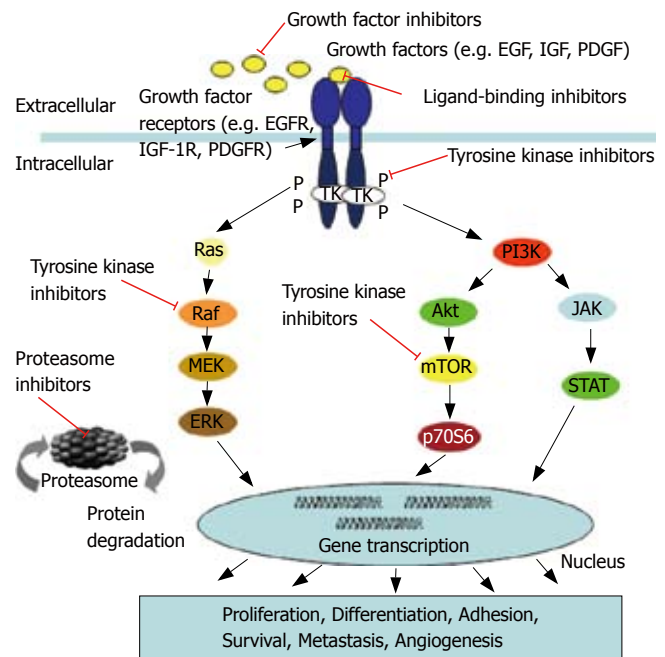 Growth factor inhibitors
Growth factors (e.g. EGF, IGF, PDGF)
Ligand-binding inhibitors
Extracellular
Growth factor
receptors (e.g. EGFR,
IGF-1R, PDGFR)
Intracellular
Tyrosine kinase inhibitors
P
P
TK
TK
P
P
Ras
PI3K
Tyrosine kinase
inhibitors
Raf
Tyrosine kinase
inhibitors
Akt
JAK
Proteasome
inhibitors
MEK
mTOR
STAT
ERK
p70S6
Proteasome
Protein
degradation
Gene transcription
Nucleus
Proliferation, Differentiation, Adhesion,
Survival, Metastasis, Angiogenesis